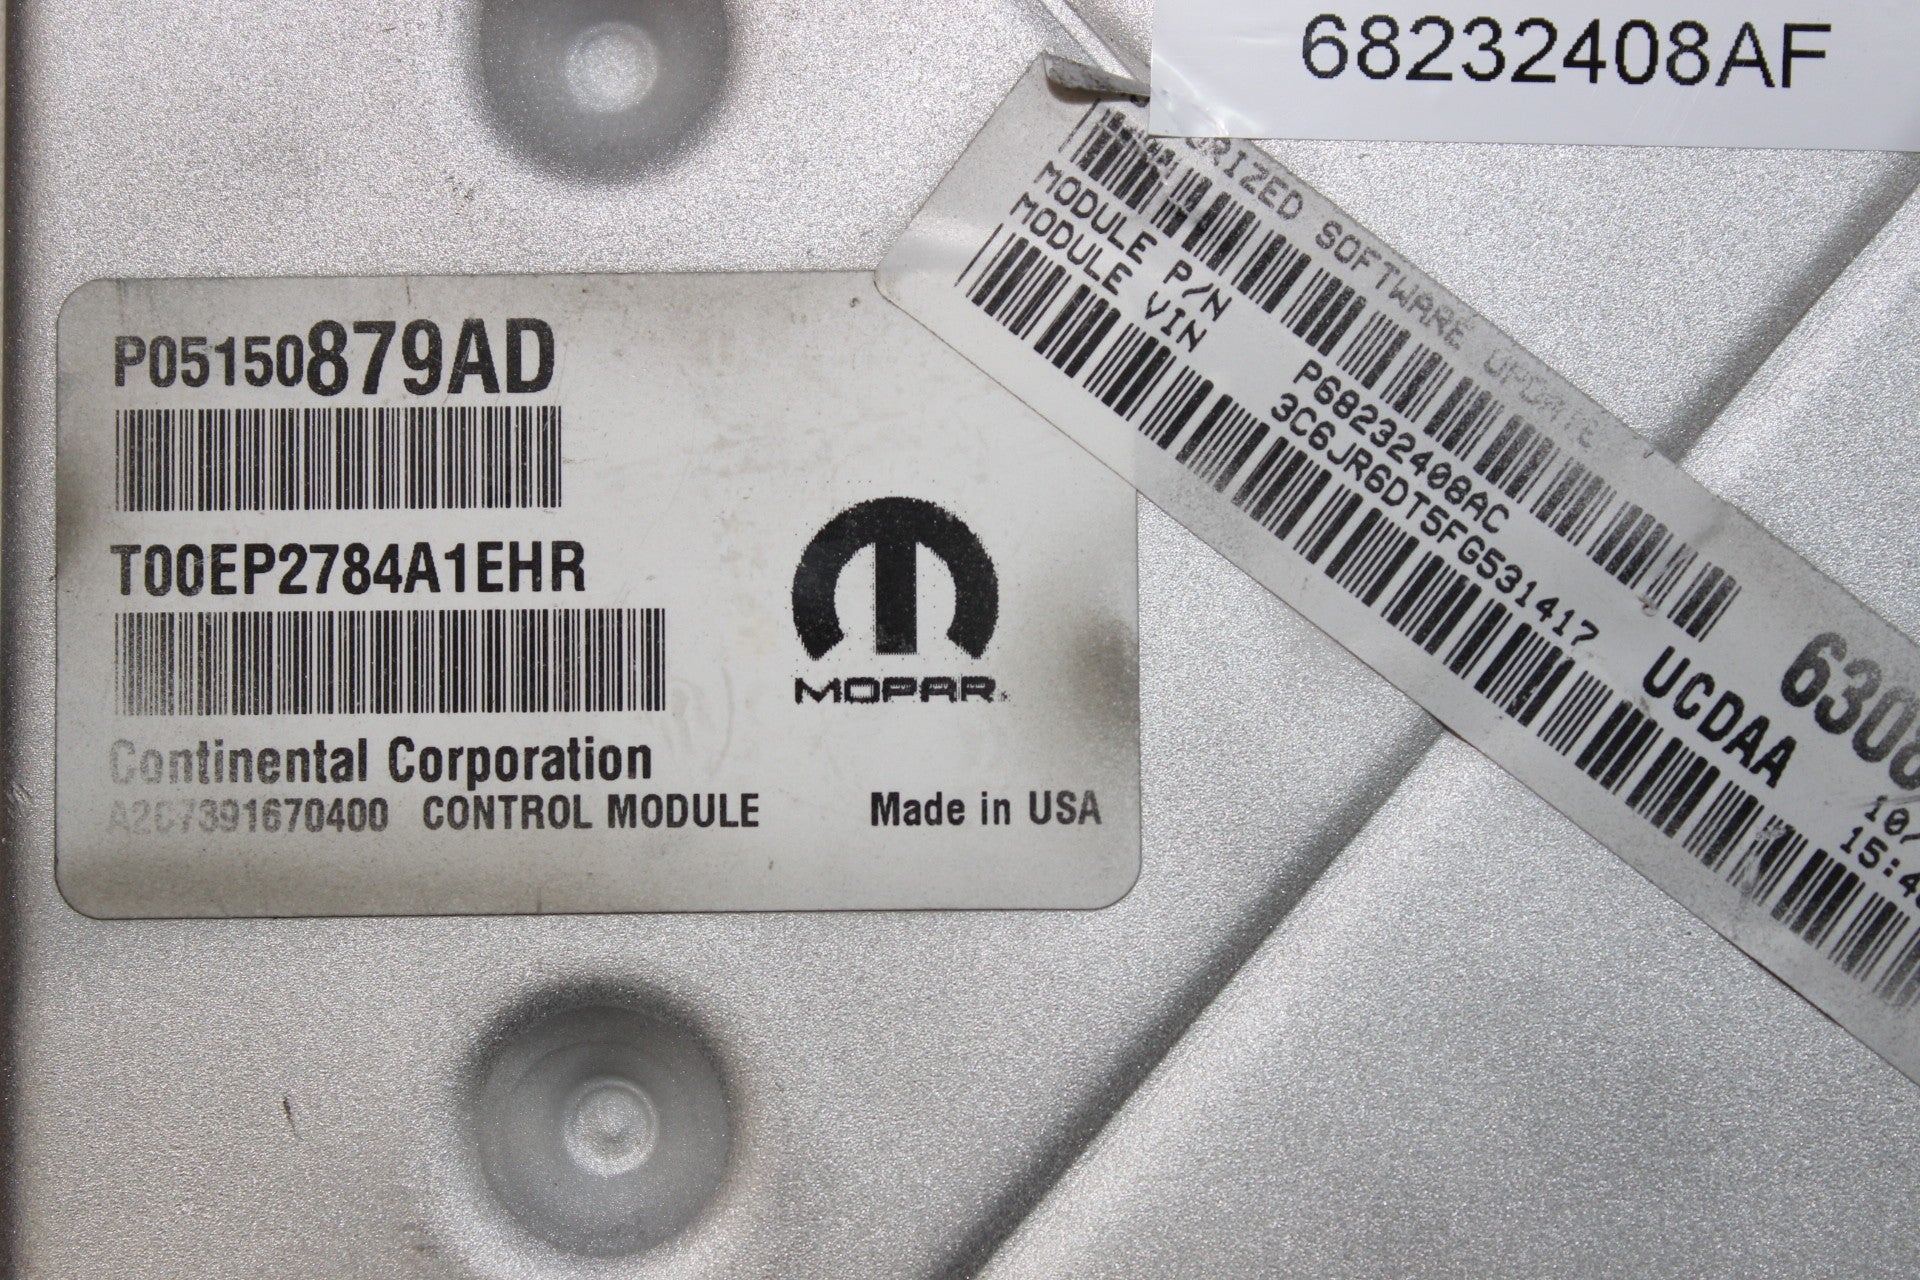 68232408AF
SOFTWARE UPDATE
MODULE P/N P68232408AC
MODULE VIN 3C6JR6DT5FG531417
UCDAA
P05150879AD
T00EP2784A1EHR
MOPAR
Continental Corporation
A2C7391670400 CONTROL MODULE
Made in USA